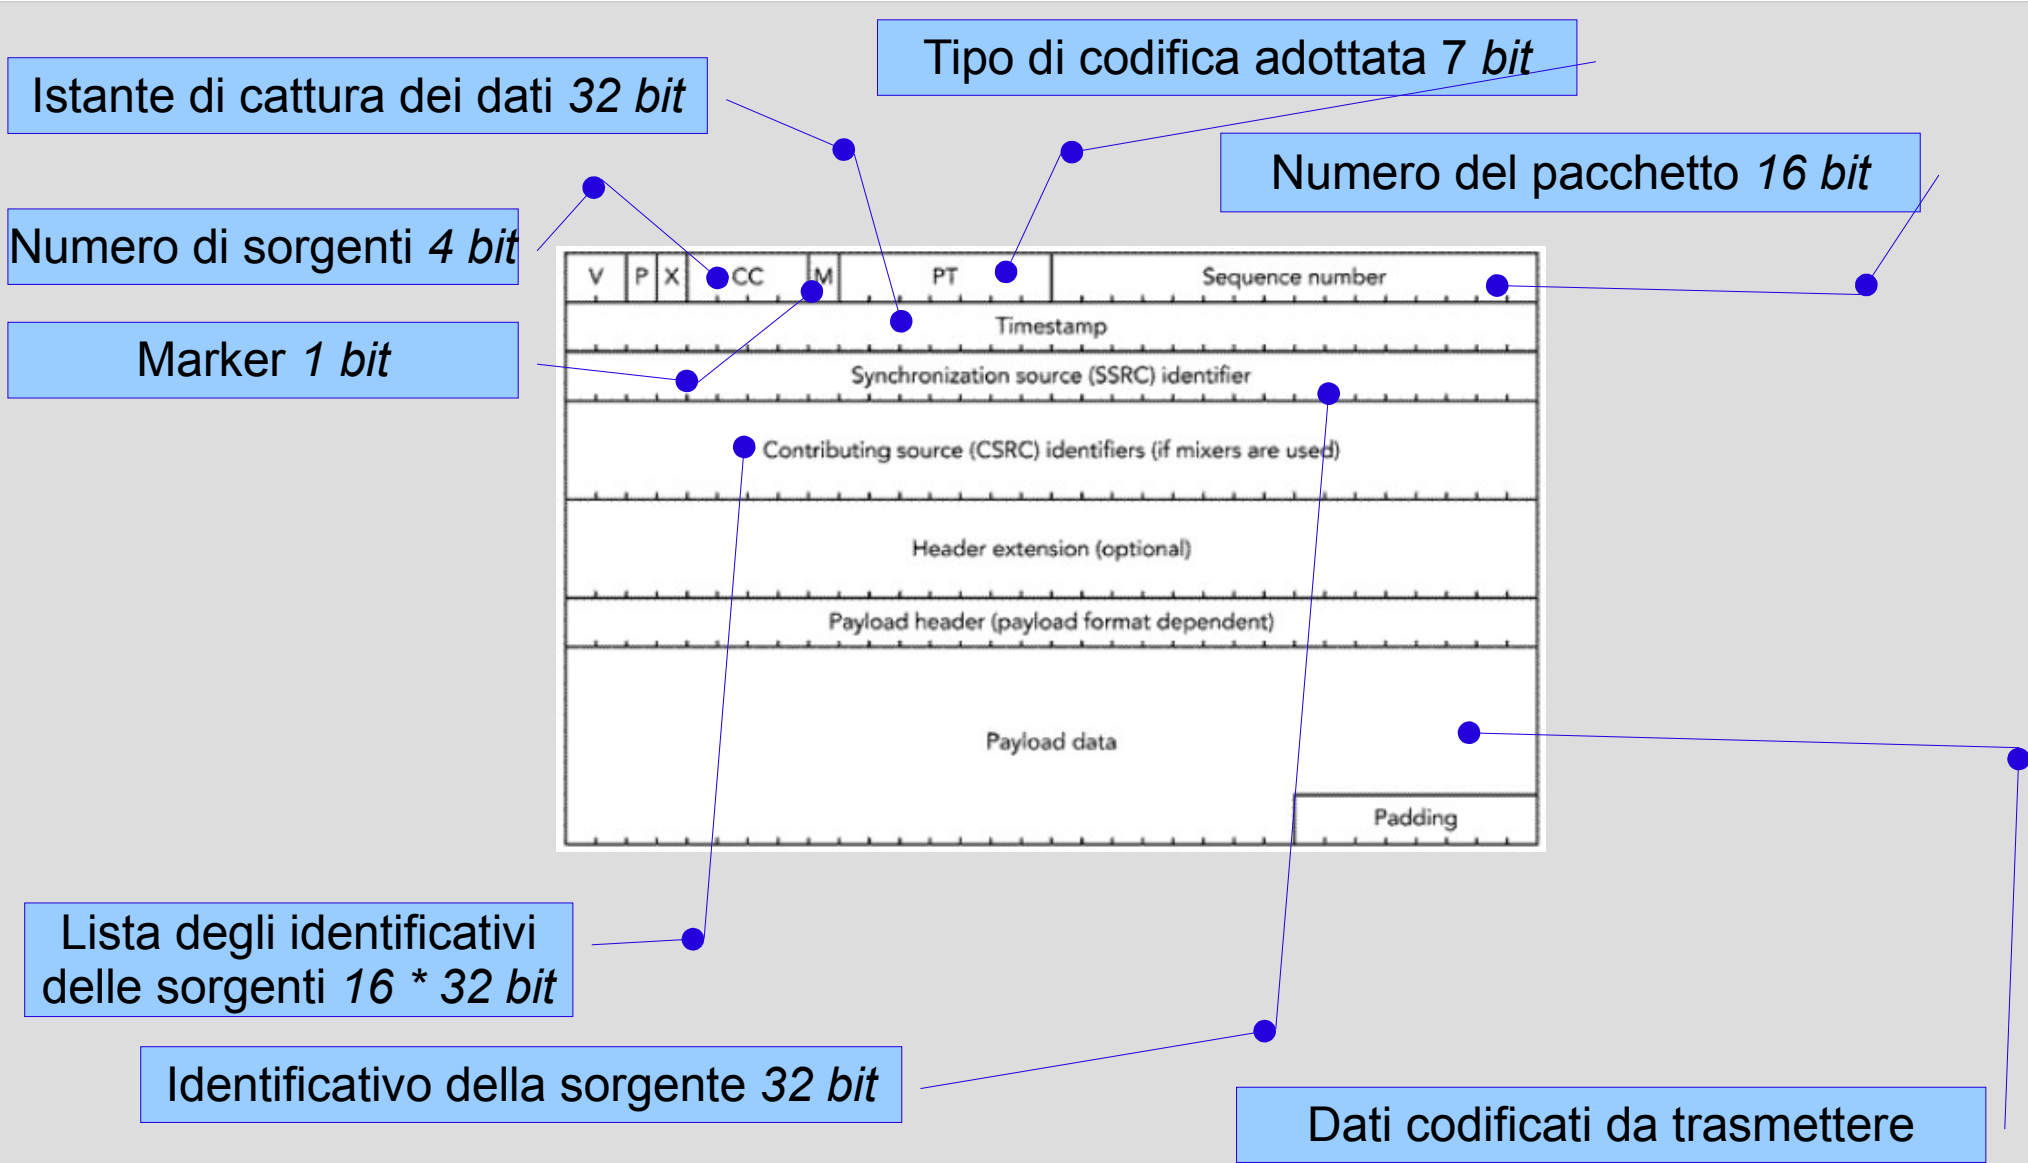 Tipo di codifica adottata 7 bit
Istante di cattura dei dati 32 bit
Numero del pacchetto 16 bit
Numero di sorgenti 4 bit
Marker 1 bit
V P X CC M PT Sequence number
Timestamp
Synchronization source (SSRC) identifier
Contributing source (CSRC) identifiers (if mixers are used)
Header extension (optional)
Payload header (payload format dependent)
Payload data
Padding
Lista degli identificativi
delle sorgenti 16 * 32 bit
Identificativo della sorgente 32 bit
Dati codificati da trasmettere